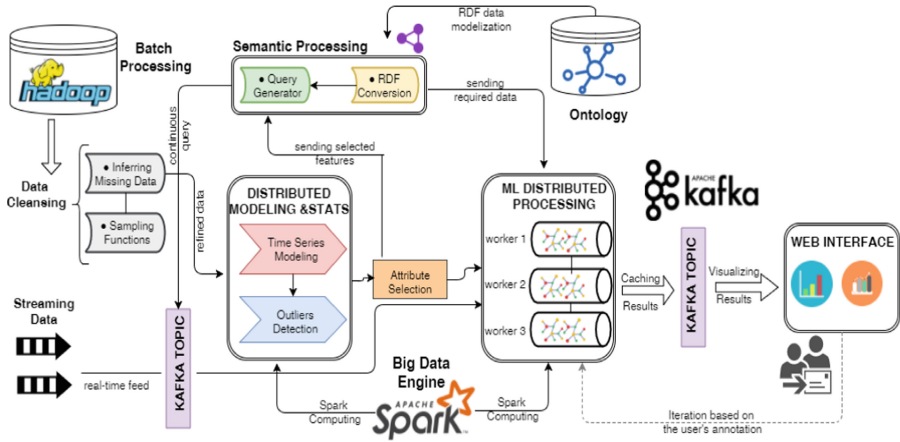 RDF data
modelization
Batch
Processing
Semantic Processing
hadoop
● Query
Generator
● RDF
Conversion
sending
required data
Ontology
continuous
query
sending selected
features
Data
Cleansing
● Inferring
Missing Data
● Sampling
Functions
refined data
DISTRIBUTED
MODELING &STATS
Time Series
Modeling
Outliers
Detection
Attribute
Selection
ML DISTRIBUTED
PROCESSING
worker 1
worker 2
worker 3
APACHE
kafka
Caching
Results
KAFKA TOPIC
Visualizing
Results
WEB INTERFACE
Streaming
Data
real-time feed
KAFKA TOPIC
Big Data
Engine
Spark
Computing
APACHE
Spark
Spark
Computing
Iteration based on
the user's annotation